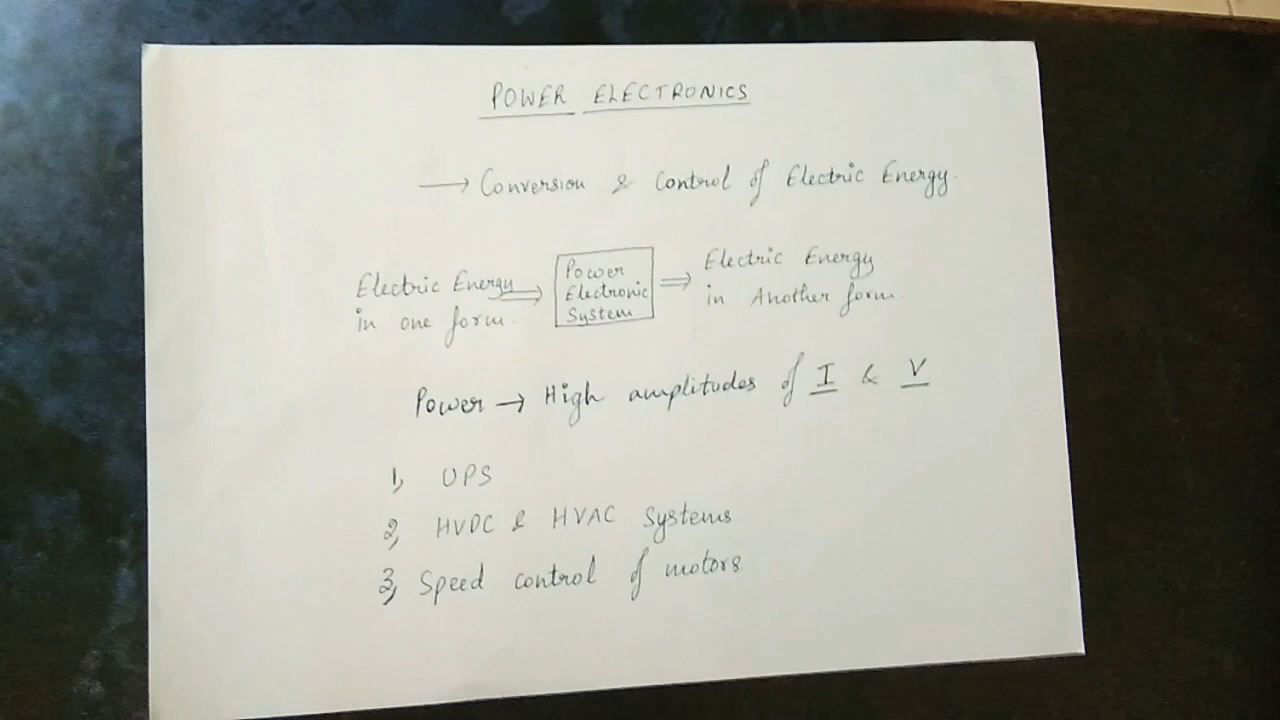 POWER ELECTRONICS
→ Conversion & Control of Electric Energy.
Electric Energy
in one form.
⇒
Power
Electronic
System
⇒
Electric Energy
in Another form.
Power → High amplitudes of I & V
1, UPS
2, HVDC & HVAC Systems
3, Speed control of motors.